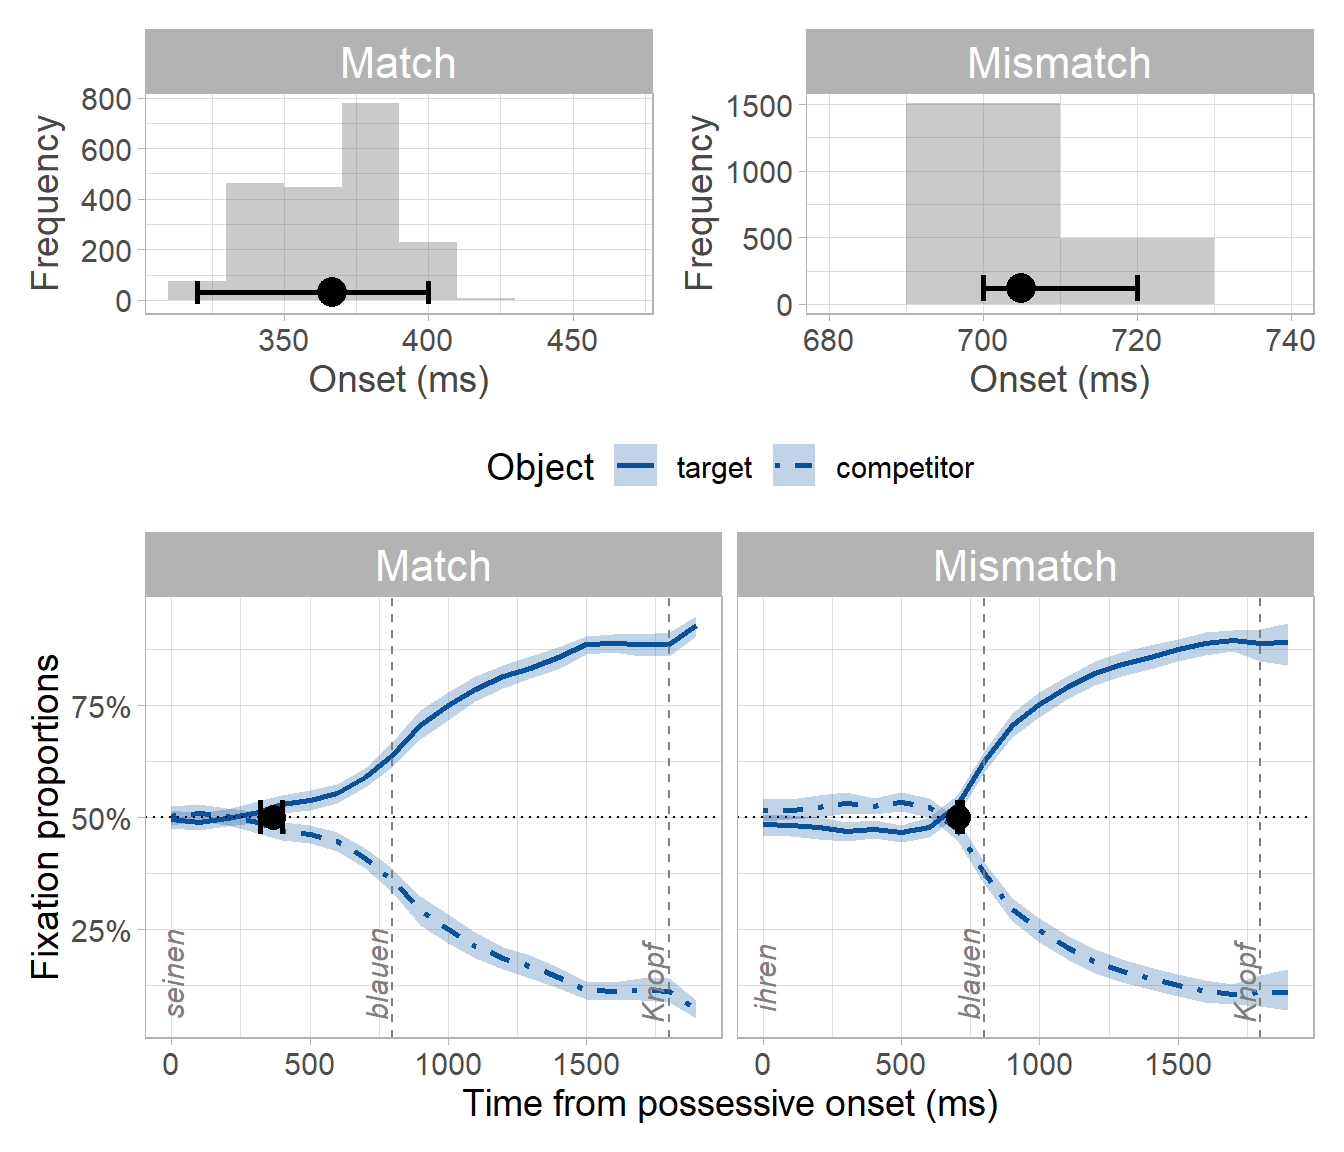 Match
Mismatch
Frequency
800
600
400
200
0
350 400 450
Onset (ms)
Frequency
1500
1000
500
0
680 700 720 740
Onset (ms)
Object target competitor
Match
Mismatch
Fixation proportions
75%
50%
25%
seinen blauen Knopf
ihren blauen Knopf
0 500 1000 1500
0 500 1000 1500
Time from possessive onset (ms)